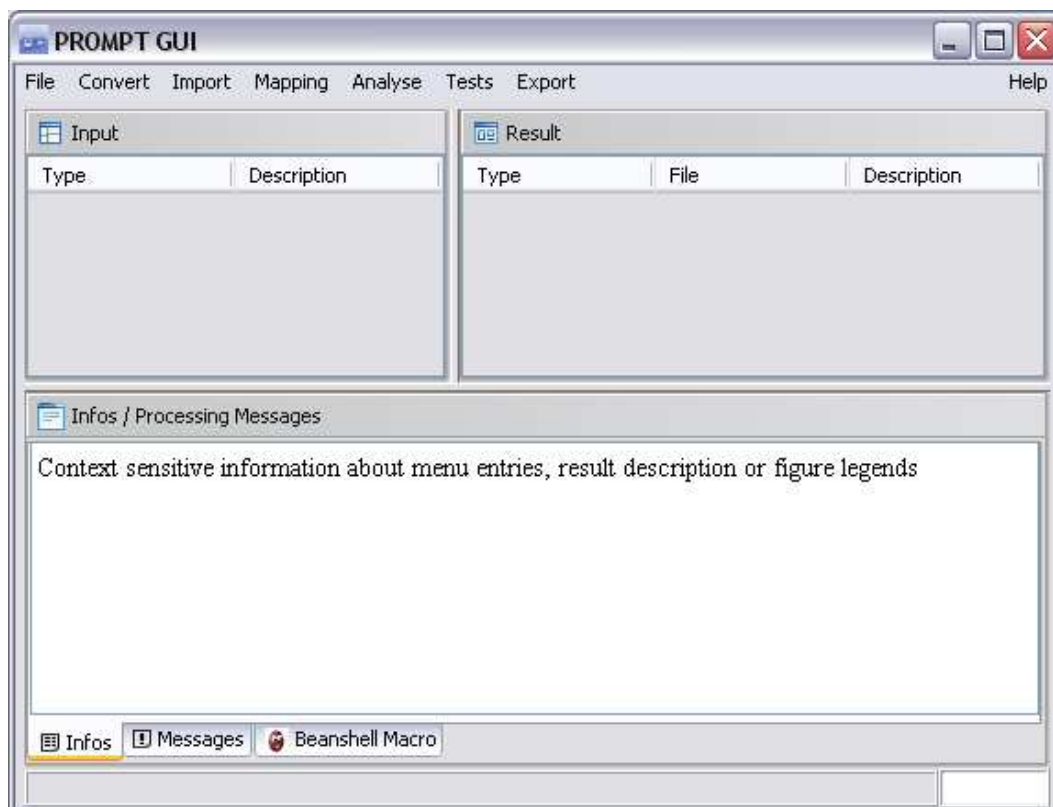 PROMPT GUI
File Convert Import Mapping Analyse Tests Export Help
Input
Type Description
Result
Type File Description
Infos / Processing Messages
Context sensitive information about menu entries, result description or figure legends
Infos Messages Beanshell Macro